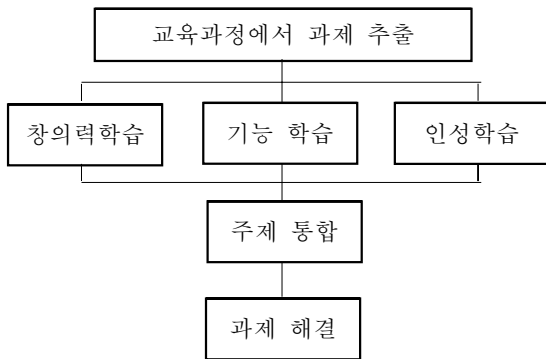 교육과정에서 과제 추출
창의력학습
기능 학습
인성학습
주제 통합
과제 해결